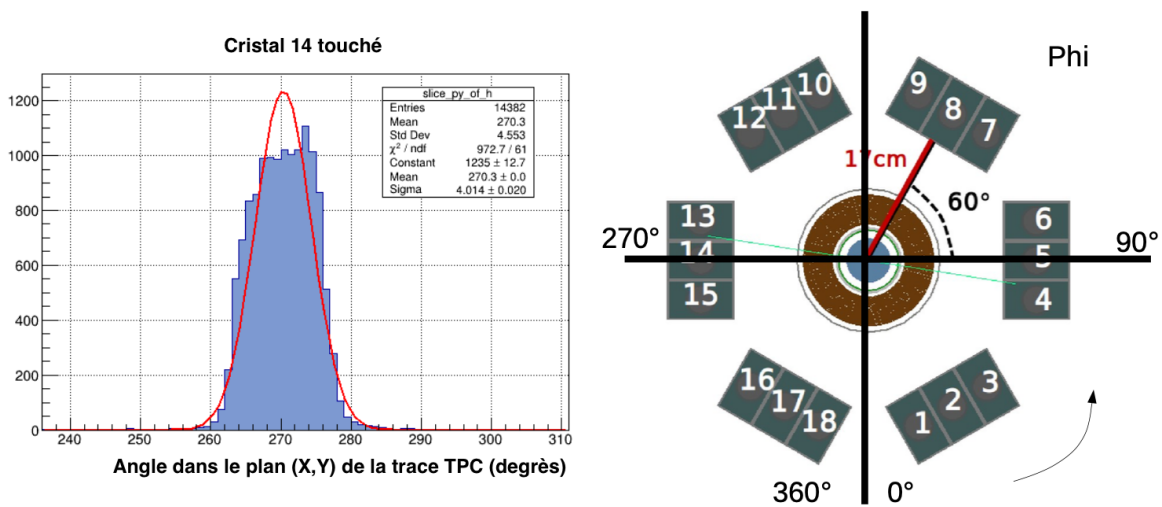 Cristal 14 touché
slice_py_of_h
Entries 14382
Mean 270.3
Std Dev 4.553
χ² / ndf 972.7 / 61
Constant 1235 ± 12.7
Mean 270.3 ± 0.0
Sigma 4.014 ± 0.020
1200
1000
800
600
400
200
0
240 250 260 270 280 290 300 310
Angle dans le plan (X,Y) de la trace TPC (degrès)
Phi
10
11
12
9
8
7
17cm
60°
13
14
15
6
5
4
270°
90°
16
17
18
3
2
1
360°
0°